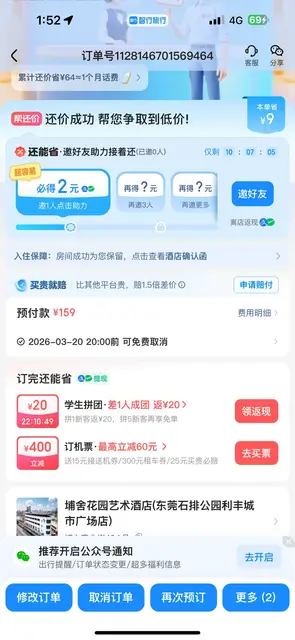 1:52
智行旅行
4G 69
订单号1128146701569464
客服
分享
累计还价省¥64=1个月话费
帮还价 还价成功 帮您争取到低价!
本单省
¥9
还能省·邀好友助力接着还(已邀0人)
仅剩 10:07:05
超容易
必得2元
邀1人点击助力
再得?元
再邀3人
再得?元
再邀更多
邀好友
离店返现
入住保障: 房间成功为您保留,点击查看酒店确认函
买贵就赔 比其他平台贵,赔1.5倍差价
申请赔付
预付款 ¥159
费用明细
2026-03-20 20:00前 可免费取消
订完还能省
提现
¥20
22:10:49
学生拼团·差1人成团 返¥20
拼1新客返¥20、拼5新客再享免单
领返现
¥400
立减
订机票·最高立减60元
送15元接送机券/300元租车券/25元买贵必赔
去买票
埔舍花园艺术酒店(东莞石排公园利丰城市广场店)
推荐开启公众号通知
出行提醒/订单状态变更/超多福利信息
去开启
修改订单
取消订单
再次预订
更多 (2)